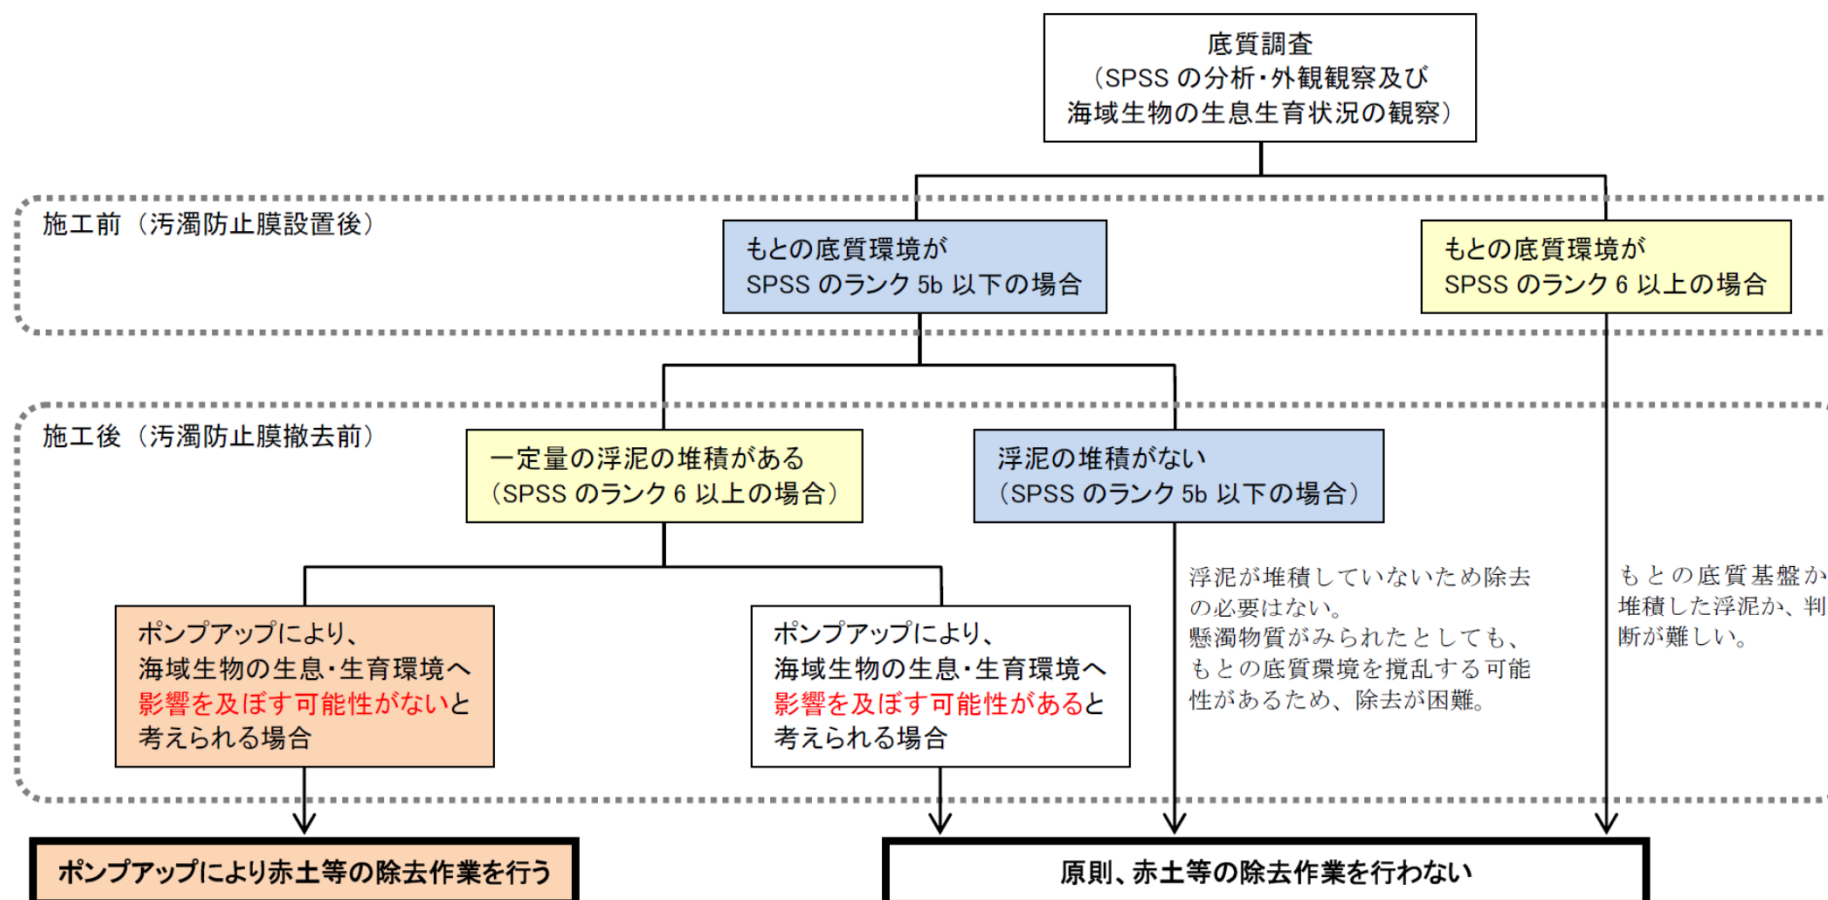 底質調査
（SPSS の分析・外観観察及び
海域生物の生息生育状況の観察）
施工前（汚濁防止膜設置後）
もとの底質環境が
SPSS のランク 5b 以下の場合
もとの底質環境が
SPSS のランク 6 以上の場合
施工後（汚濁防止膜撤去前）
一定量の浮泥の堆積がある
（SPSS のランク 6 以上の場合）
浮泥の堆積がない
（SPSS のランク 5b 以下の場合）
ポンプアップにより、
海域生物の生息・生育環境へ
影響を及ぼす可能性がないと
考えられる場合
ポンプアップにより、
海域生物の生息・生育環境へ
影響を及ぼす可能性があると
考えられる場合
浮泥が堆積していないため除去
の必要はない。
懸濁物質がみられたとしても、
もとの底質環境を撹乱する可能
性があるため、除去が困難。
もとの底質基盤か
堆積した浮泥か、判
断が難しい。
ポンプアップにより赤土等の除去作業を行う
原則、赤土等の除去作業を行わない